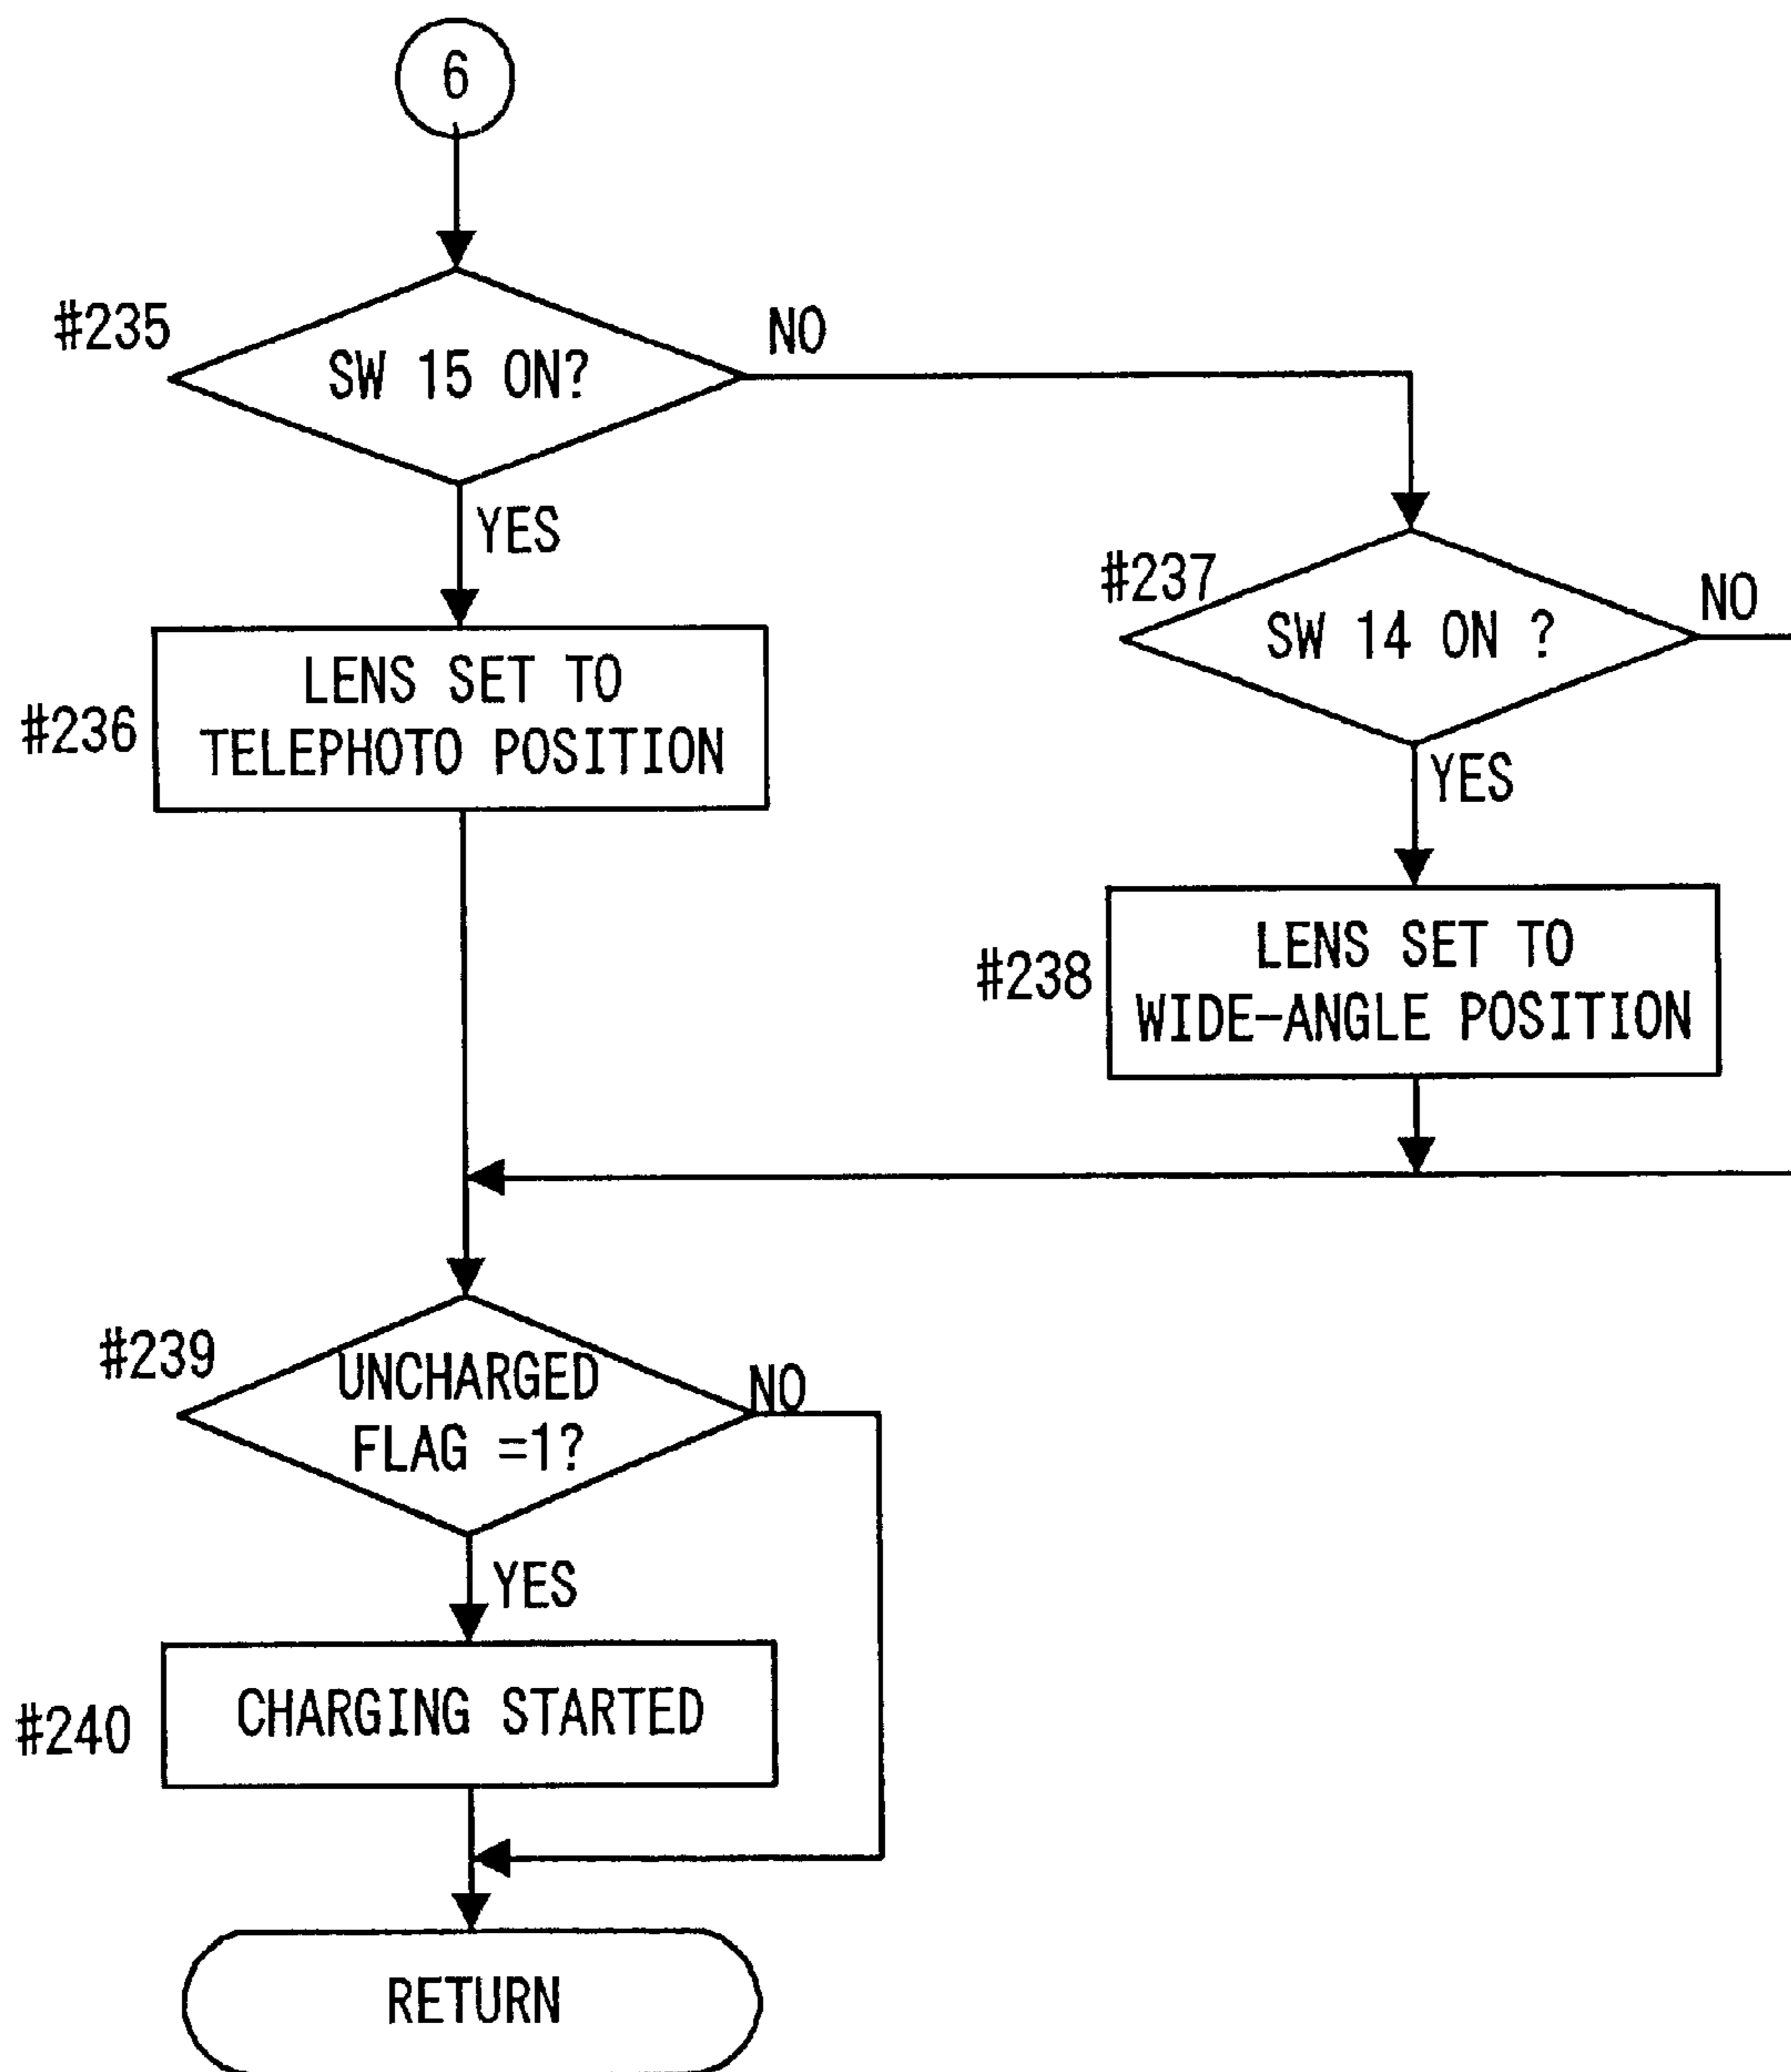 6
#235
SW 15 ON?
NO
YES
#236
LENS SET TO
TELEPHOTO POSITION
#237
SW 14 ON ?
NO
YES
#238
LENS SET TO
WIDE-ANGLE POSITION
#239
UNCHARGED
FLAG =1?
NO
YES
#240
CHARGING STARTED
RETURN